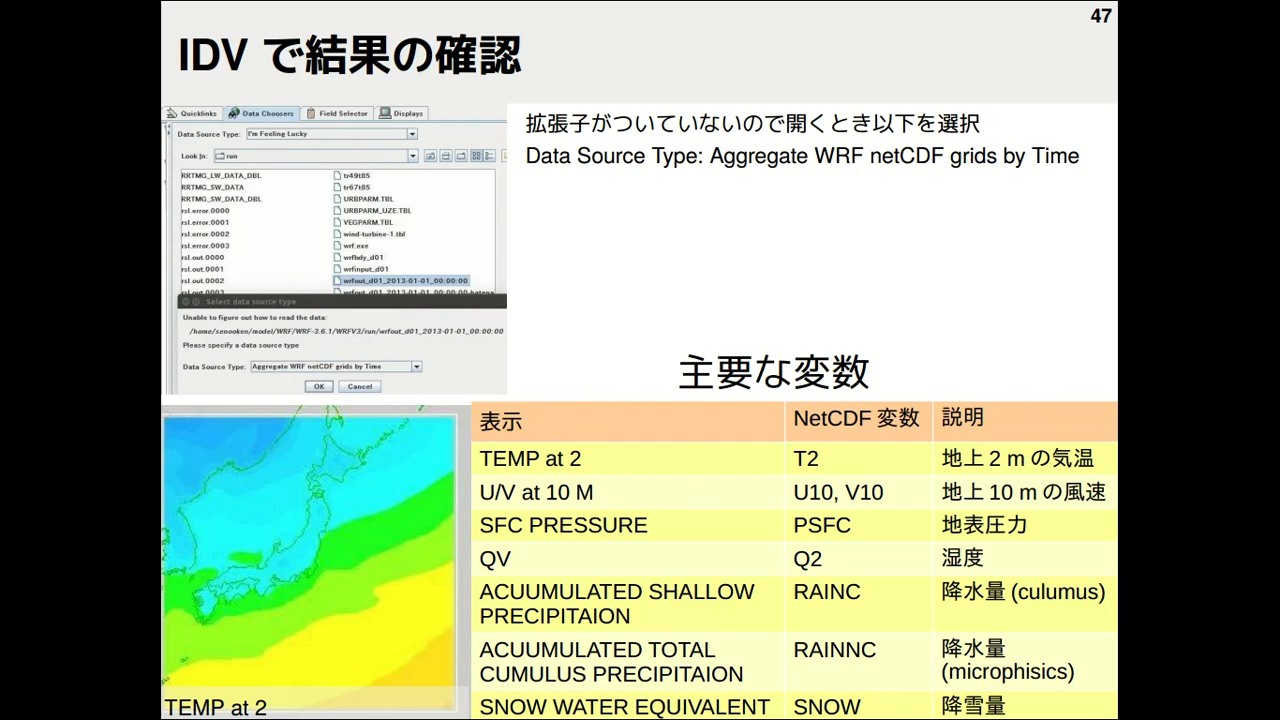 47
IDV で結果の確認
Quicklinks Data Choosers Field Selector Displays
Data Source Type: I'm Feeling Lucky
Look In: run
RRTMG_LW_DATA_DBL tr49t85
RRTMG_SW_DATA tr67t85
RRTMG_SW_DATA_DBL URBPARM.TBL
rsl.error.0000 URBPARM_UZE.TBL
rsl.error.0001 VEGPARM.TBL
rsl.error.0002 wind-turbine-1.tbl
rsl.error.0003 wrf.exe
rsl.out.0000 wrfbdy_d01
rsl.out.0001 wrfinput_d01
rsl.out.0002 wrfout_d01_2013-01-01_00:00:00
rsl.out.0003
Select data source type
Unable to figure out how to read the data:
/home/senooken/model/WRF/WRF-3.6.1/WRFV3/run/wrfout_d01_2013-01-01_00:00:00
Please specify a data source type
Data Source Type: Aggregate WRF netCDF grids by Time
OK Cancel
拡張子がついていないので開くとき以下を選択
Data Source Type: Aggregate WRF netCDF grids by Time
主要な変数
表示 NetCDF 変数 説明
TEMP at 2 T2 地上 2 m の気温
U/V at 10 M U10, V10 地上 10 m の風速
SFC PRESSURE PSFC 地表圧力
QV Q2 湿度
ACUUMULATED SHALLOW PRECIPITAION RAINC 降水量 (culumus)
ACUUMULATED TOTAL CUMULUS PRECIPITAION RAINNC 降水量 (microphisics)
SNOW WATER EQUIVALENT SNOW 降雪量
TEMP at 2